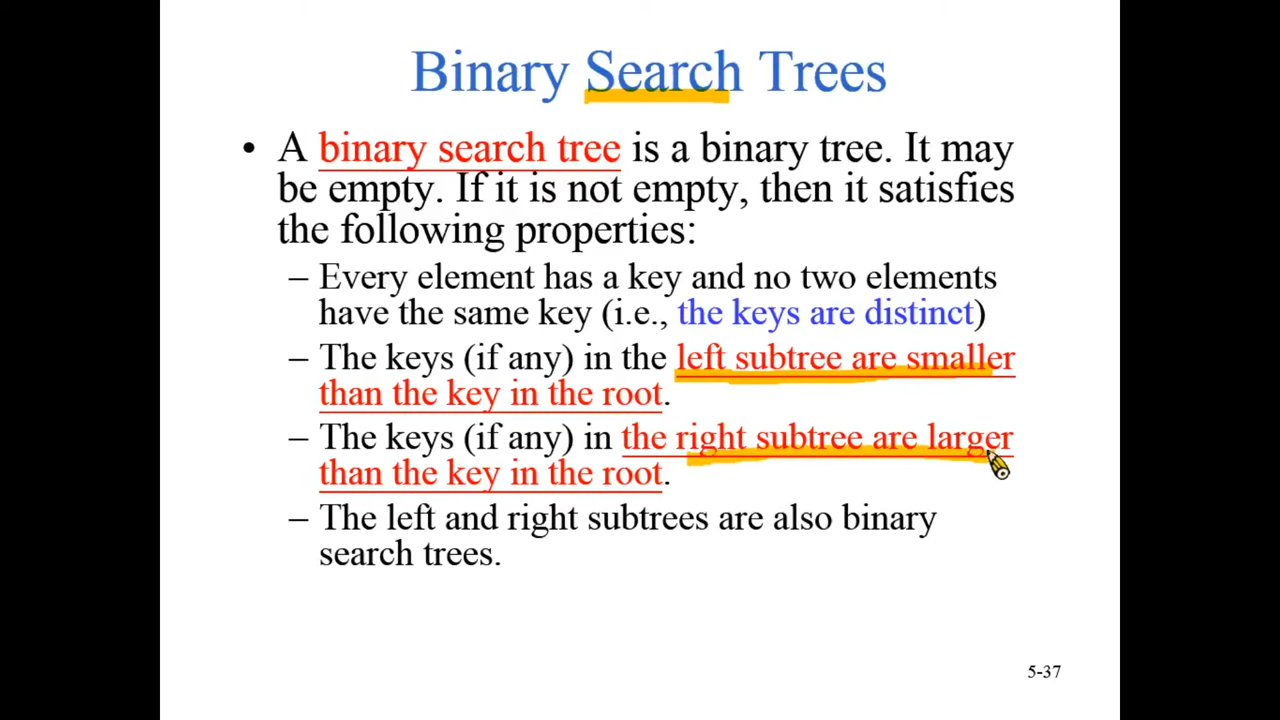 Binary Search Trees
• A binary search tree is a binary tree. It may
be empty. If it is not empty, then it satisfies
the following properties:
– Every element has a key and no two elements
have the same key (i.e., the keys are distinct)
– The keys (if any) in the left subtree are smaller
than the key in the root.
– The keys (if any) in the right subtree are larger
than the key in the root.
– The left and right subtrees are also binary
search trees.
5-37